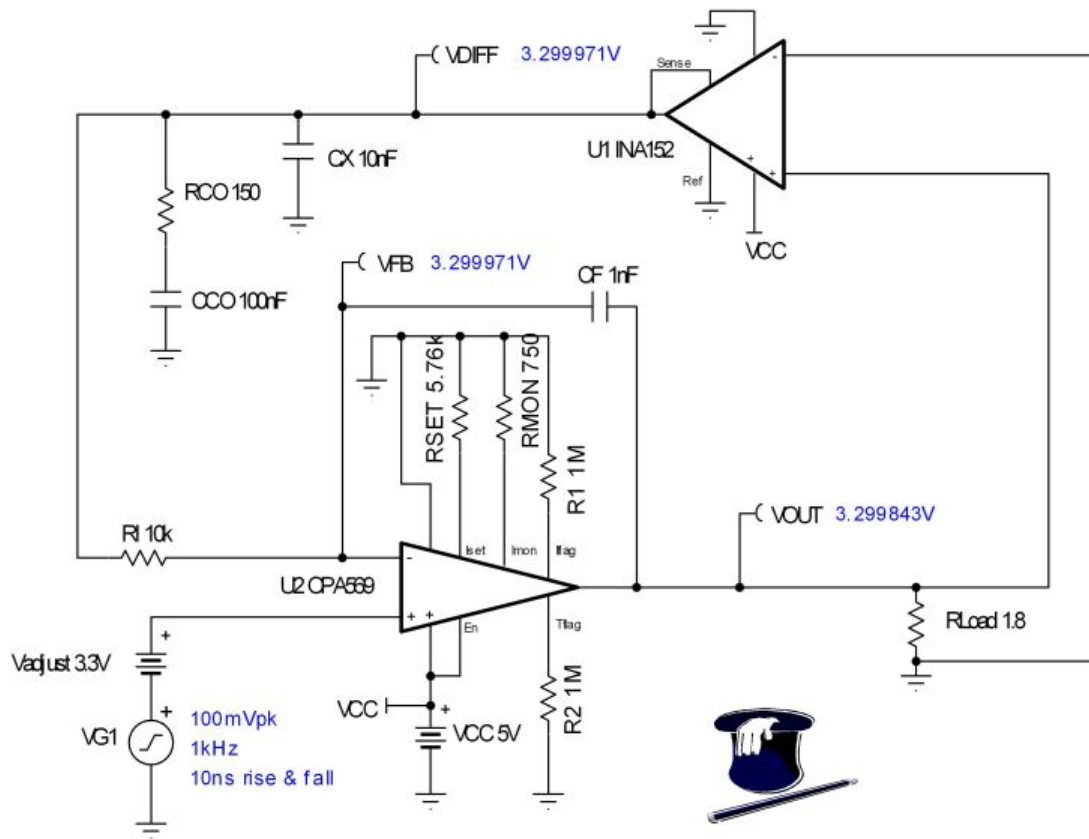 VDIFF 3.299971V
Sense
U1 INA152
CX 10nF
RCO 150
Ref
VCC
VFB 3.299971V
CF 1nF
CCO 100nF
RSET 5.76k
RMON 750
R1 1M
VOUT 3.299843V
RI 10k
Iset
Imon
Iflag
U2 OPA569
RLoad 1.8
En
Tflag
Vadjust 3.3V
VCC
R2 1M
VCC 5V
VG1
100mVpk
1kHz
10ns rise & fall